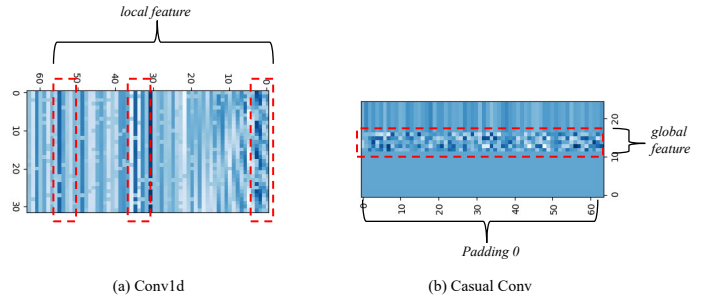 local feature
60 50 40 30 20 10 0
0
10
20
30
20
10
0
global
feature
0 10 20 30 40 50 60
Padding 0
(a) Conv1d
(b) Casual Conv